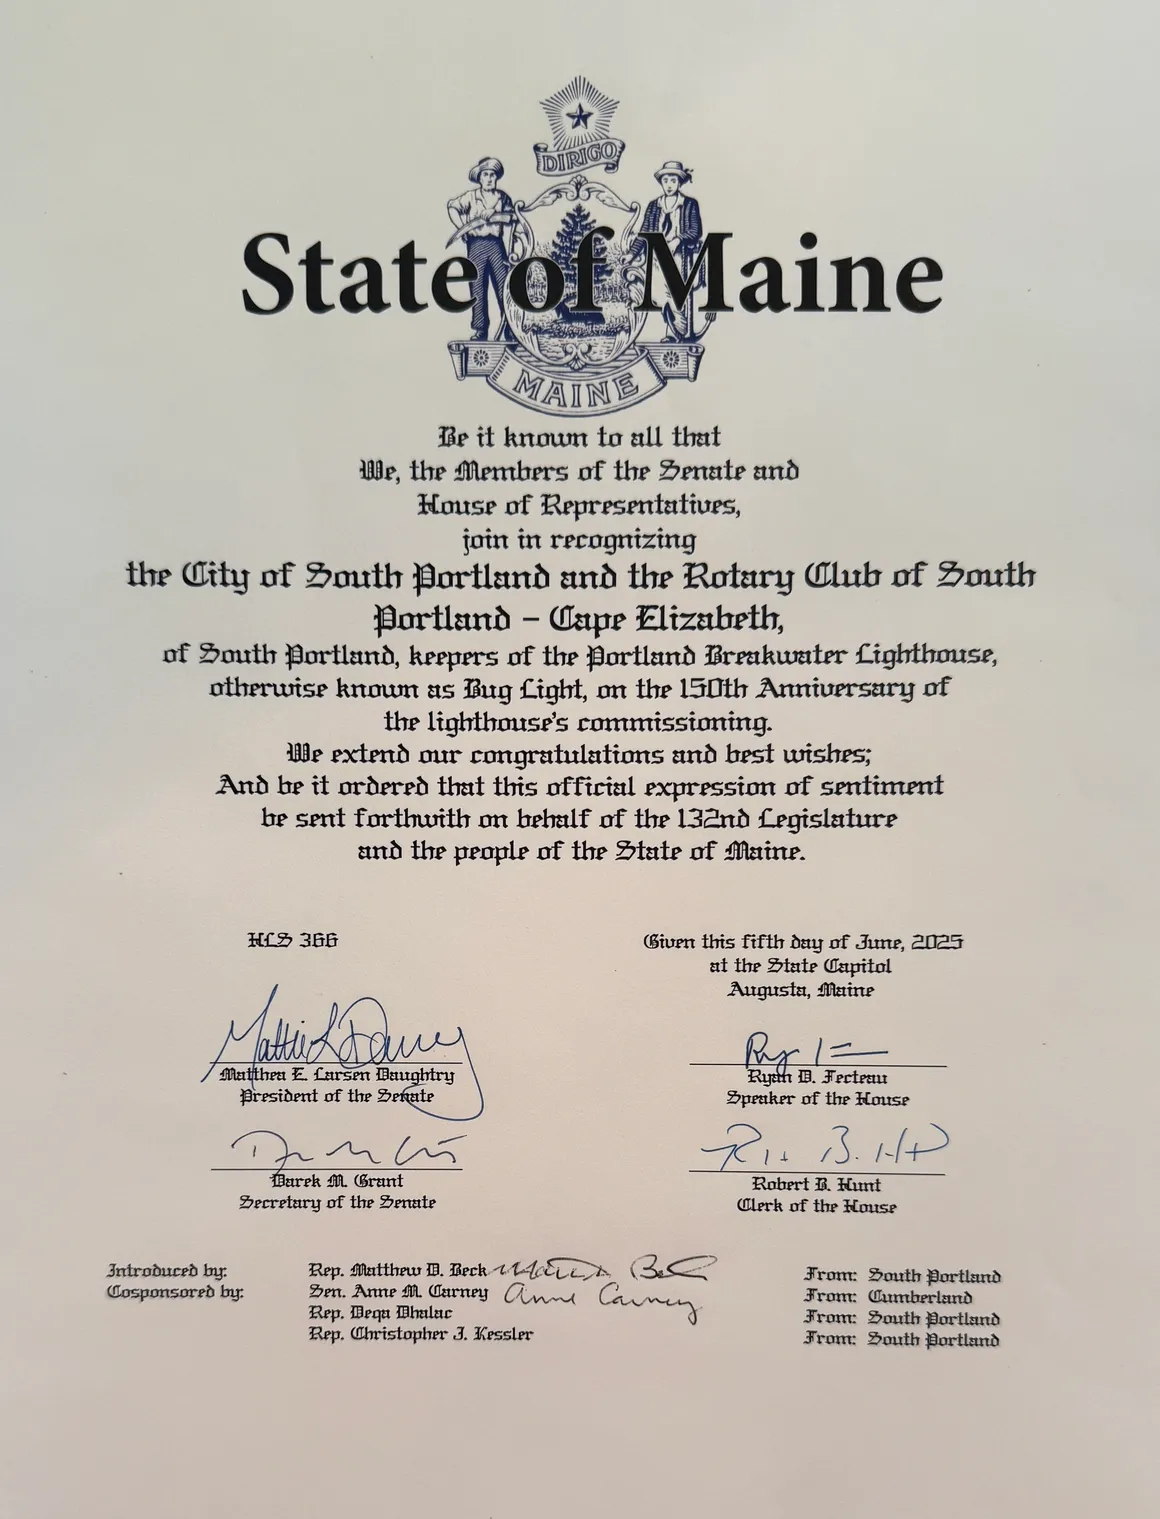 DIRIGO
State of Maine
MAINE
Be it known to all that
We, the Members of the Senate and
House of Representatives,
join in recognizing
the City of South Portland and the Rotary Club of South
Portland – Cape Elizabeth,
of South Portland, keepers of the Portland Breakwater Lighthouse,
otherwise known as Bug Light, on the 150th Anniversary of
the lighthouse's commissioning.
We extend our congratulations and best wishes;
And be it ordered that this official expression of sentiment
be sent forthwith on behalf of the 132nd Legislature
and the people of the State of Maine.
HLS 366
Given this fifth day of June, 2025
at the State Capitol
Augusta, Maine
Matthea E. Larsen Daughtry
President of the Senate
Ryan D. Fecteau
Speaker of the House
Darek M. Grant
Secretary of the Senate
Robert B. Hunt
Clerk of the House
Introduced by: Rep. Matthew D. Beck From: South Portland
Cosponsored by: Sen. Anne M. Carney Anne Carney From: Cumberland
Rep. Deqa Dhalac From: South Portland
Rep. Christopher J. Kessler From: South Portland